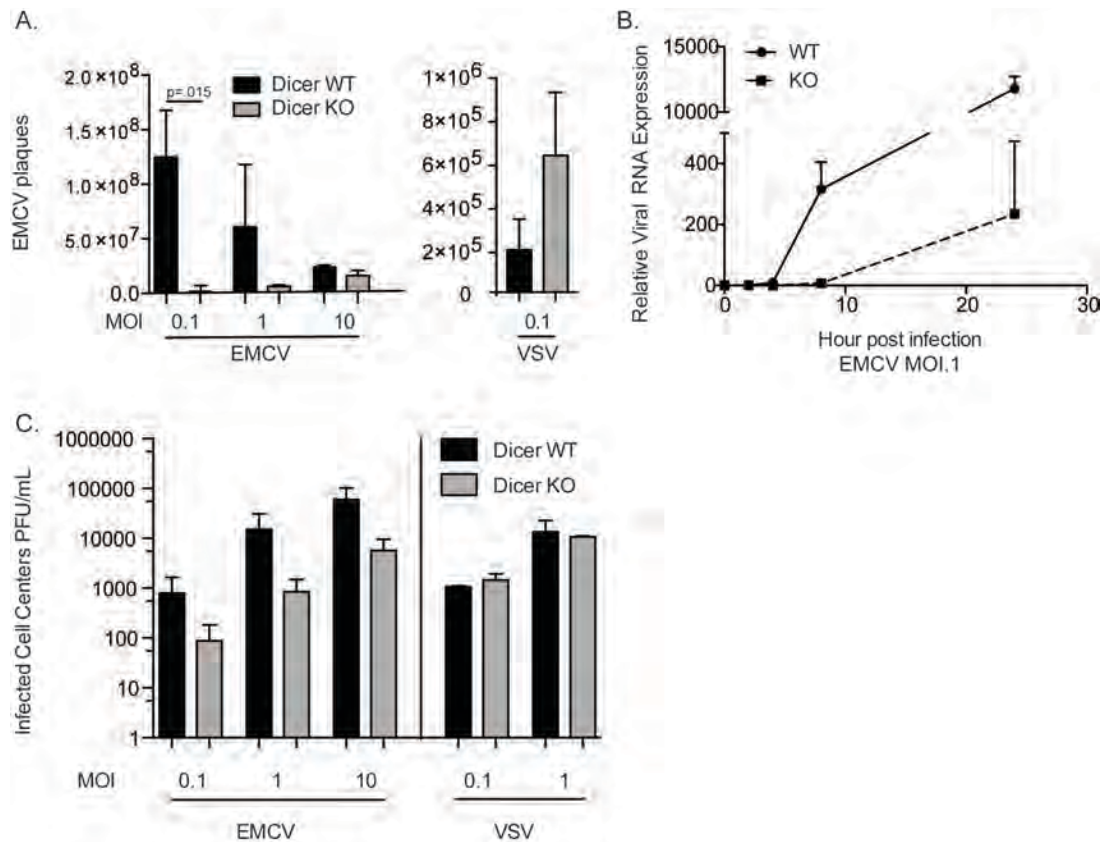 A.
EMCV plaques
2.0×10⁸
1.5×10⁸
1.0×10⁸
5.0×10⁷
0.0
p=.015
Dicer WT
Dicer KO
MOI
0.1 1 10
EMCV
1×10⁶
8×10⁵
6×10⁵
4×10⁵
2×10⁵
0
0.1
VSV
B.
Relative Viral RNA Expression
15000
10000
400
200
0
WT
KO
0 10 20 30
Hour post infection
EMCV MOI.1
C.
Infected Cell Centers PFU/mL
1000000
100000
10000
1000
100
10
1
Dicer WT
Dicer KO
MOI
0.1 1 10 0.1 1
EMCV VSV